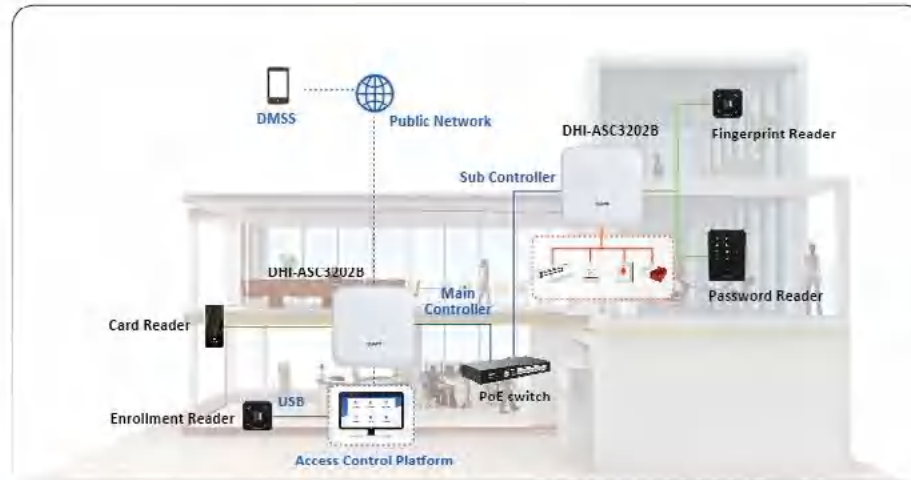 DMSS
Public Network
DHI-ASC3202B
Fingerprint Reader
Sub Controller
DHI-ASC3202B
Main
Controller
Password Reader
Card Reader
PoE switch
USB
Enrollment Reader
Access Control Platform